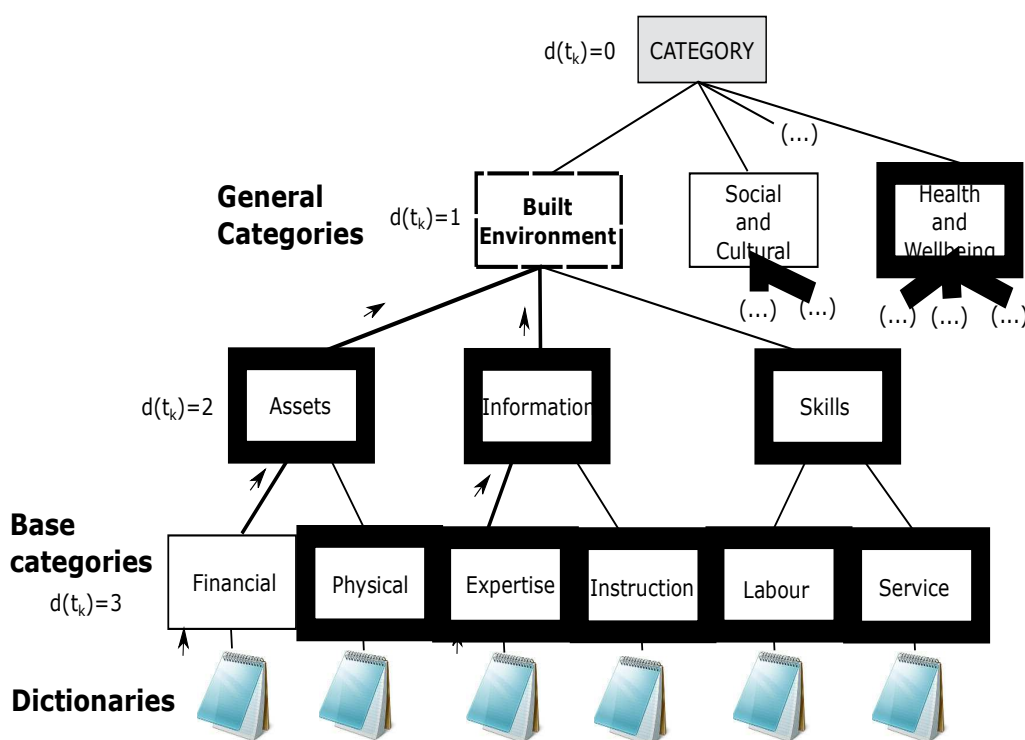 d(tk)=0
CATEGORY
(...)
General
Categories
d(tk)=1
Built
Environment
Social
and
Cultural
Health
and
Wellbeing
(...)
(...)
(...)
(...)
(...)
d(tk)=2
Assets
Information
Skills
Base
categories
d(tk)=3
Financial
Physical
Expertise
Instruction
Labour
Service
Dictionaries